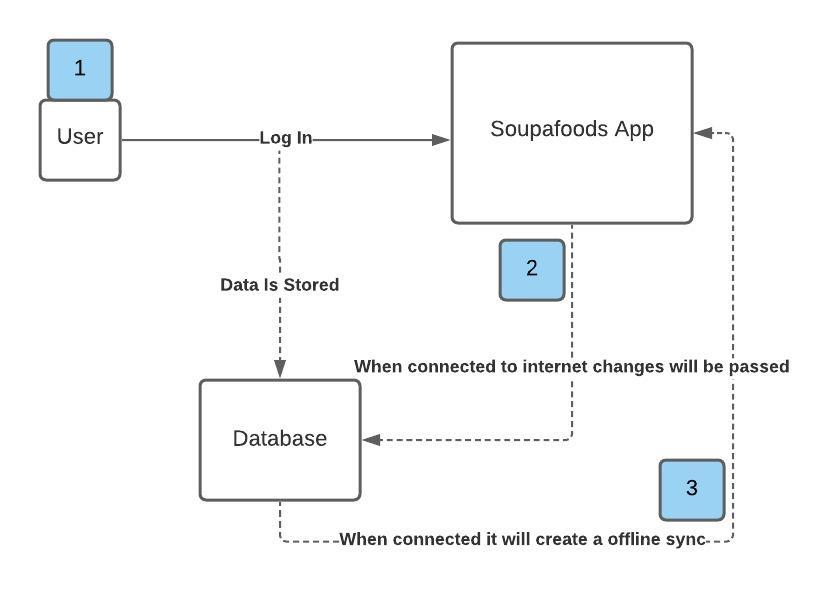 1
User
Log In
Soupafoods App
2
Data Is Stored
When connected to internet changes will be passed
Database
3
When connected it will create a offline sync